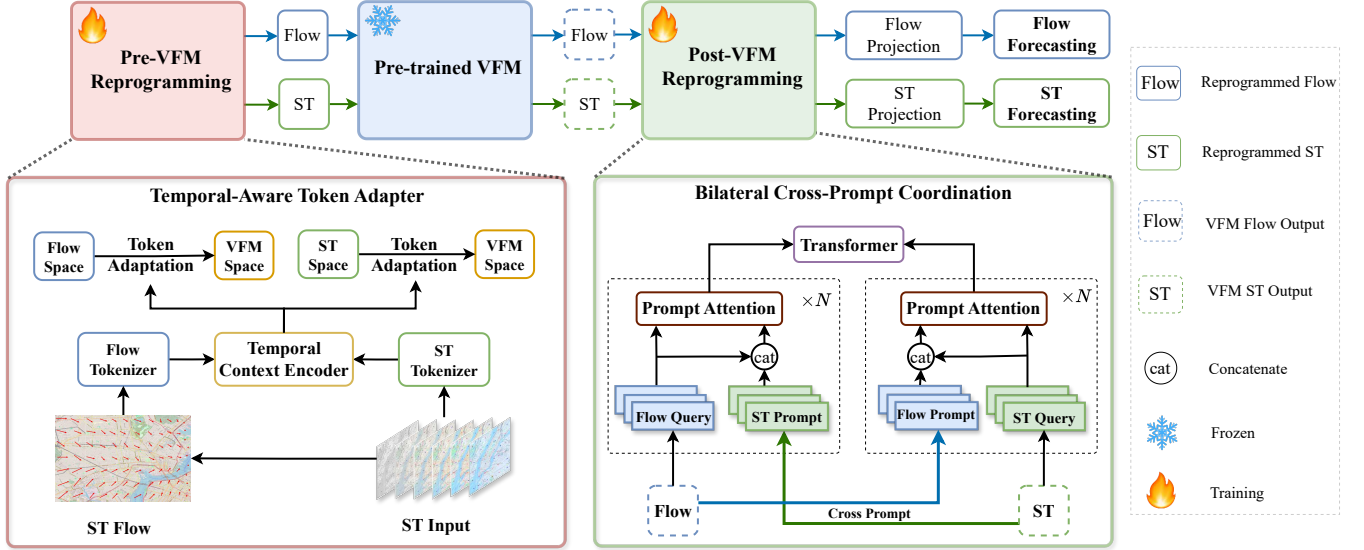 Pre-VFM
Reprogramming
Flow
ST
Pre-trained VFM
Flow
ST
Post-VFM
Reprogramming
Flow
Projection
ST
Projection
Flow
Forecasting
ST
Forecasting
Temporal-Aware Token Adapter
Flow
Space
Token
Adaptation
VFM
Space
ST
Space
Token
Adaptation
VFM
Space
Flow
Tokenizer
Temporal
Context Encoder
ST
Tokenizer
ST Flow
ST Input
Bilateral Cross-Prompt Coordination
Transformer
Prompt Attention
×N
Prompt Attention
×N
cat
cat
Flow Query
ST Prompt
Flow Prompt
ST Query
Flow
Cross Prompt
ST
Flow
Reprogrammed Flow
ST
Reprogrammed ST
Flow
VFM Flow Output
ST
VFM ST Output
cat
Concatenate
Frozen
Training